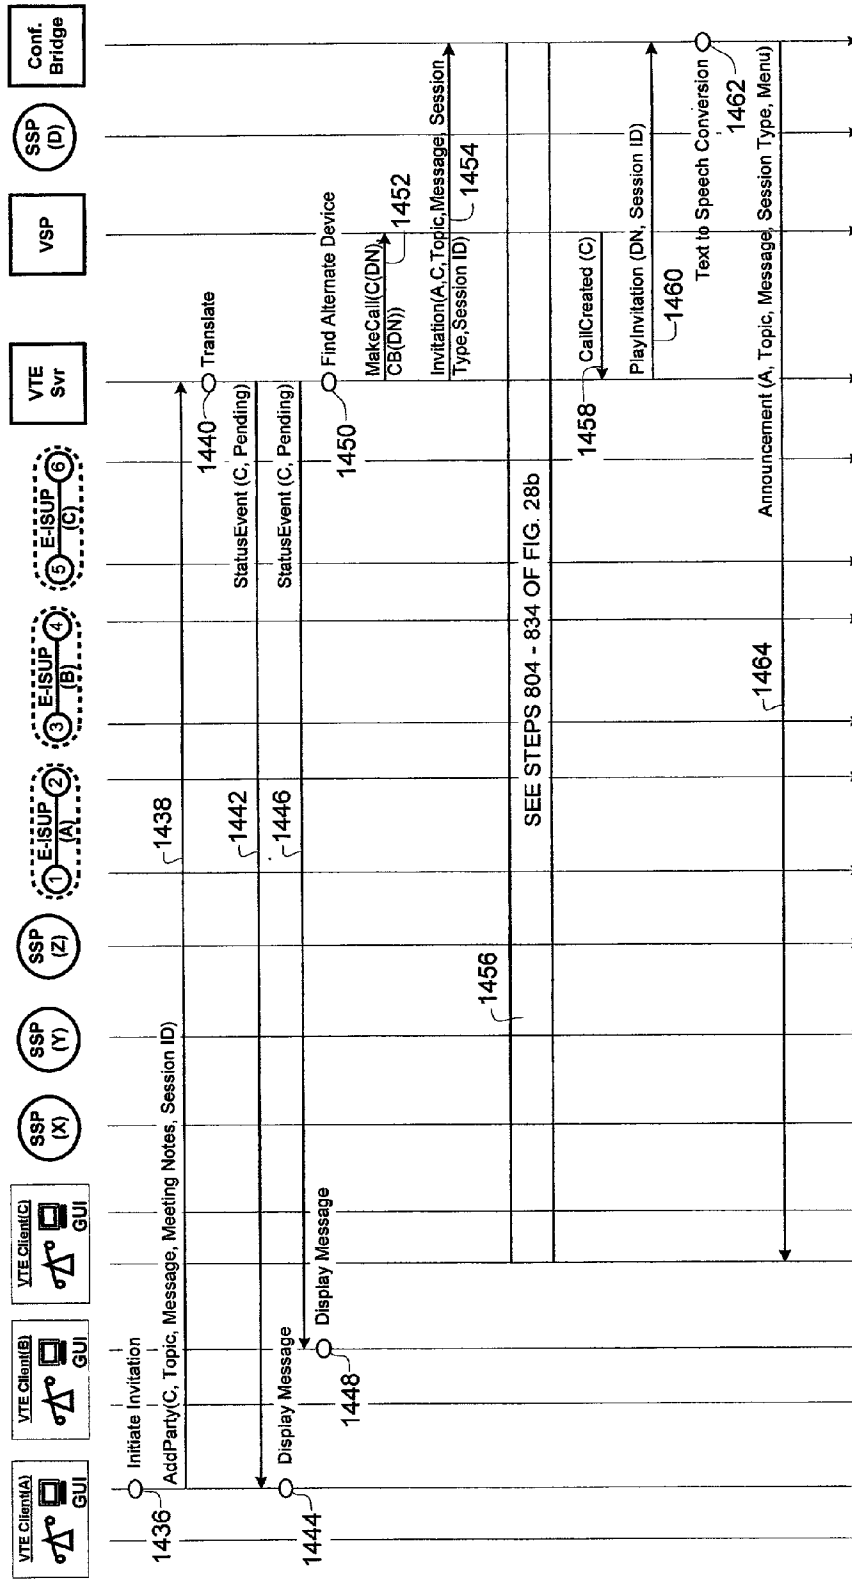 VTE Client(A)
GUI
VTE Client(B)
GUI
VTE Client(C)
GUI
SSP
(X)
SSP
(Y)
SSP
(Z)
1 E-ISUP 2
(A)
3 E-ISUP 4
(B)
5 E-ISUP 6
(C)
VTE
Svr
VSP
SSP
(D)
Conf.
Bridge
Initiate Invitation
1436
AddParty(C, Topic, Message, Meeting Notes, Session ID)
1438
Translate
1440
StatusEvent (C, Pending)
1442
Display Message
1444
StatusEvent (C, Pending)
1446
Display Message
1448
Find Alternate Device
1450
MakeCall(C(DN),
CB(DN))
1452
Invitation(A,C,Topic,Message, Session
Type,Session ID)
1454
SEE STEPS 804 - 834 OF FIG. 28b
1456
CallCreated (C)
1458
PlayInvitation (DN, Session ID)
1460
Text to Speech Conversion
1462
Announcement (A, Topic, Message, Session Type, Menu)
1464